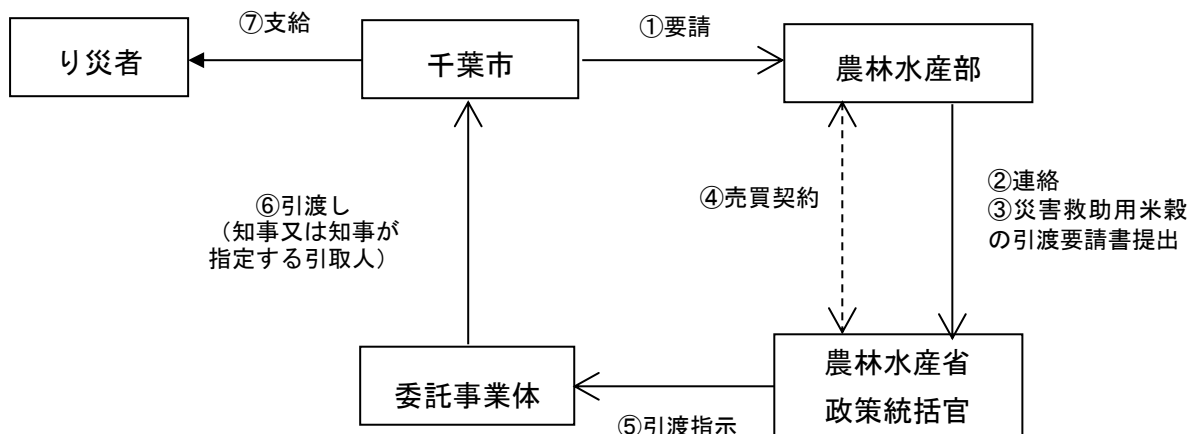 ⑦支給
①要請
り災者
千葉市
農林水産部
⑥引渡し
（知事又は知事が
指定する引取人）
④売買契約
②連絡
③災害救助用米穀
の引渡要請書提出
委託事業体
⑤引渡指示
農林水産省
政策統括官